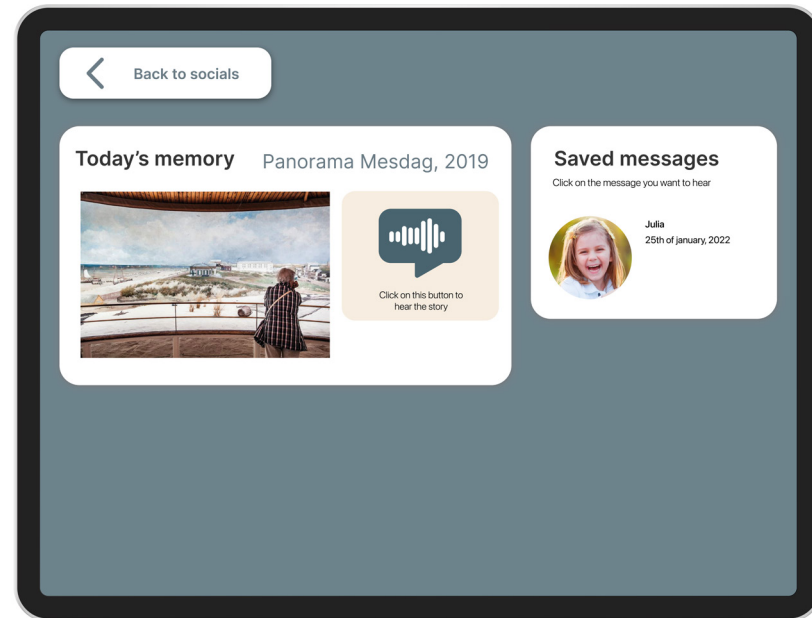 Back to socials
Today's memory
Panorama Mesdag, 2019
Click on this button to
hear the story
Saved messages
Click on the message you want to hear
Julia
25th of january, 2022